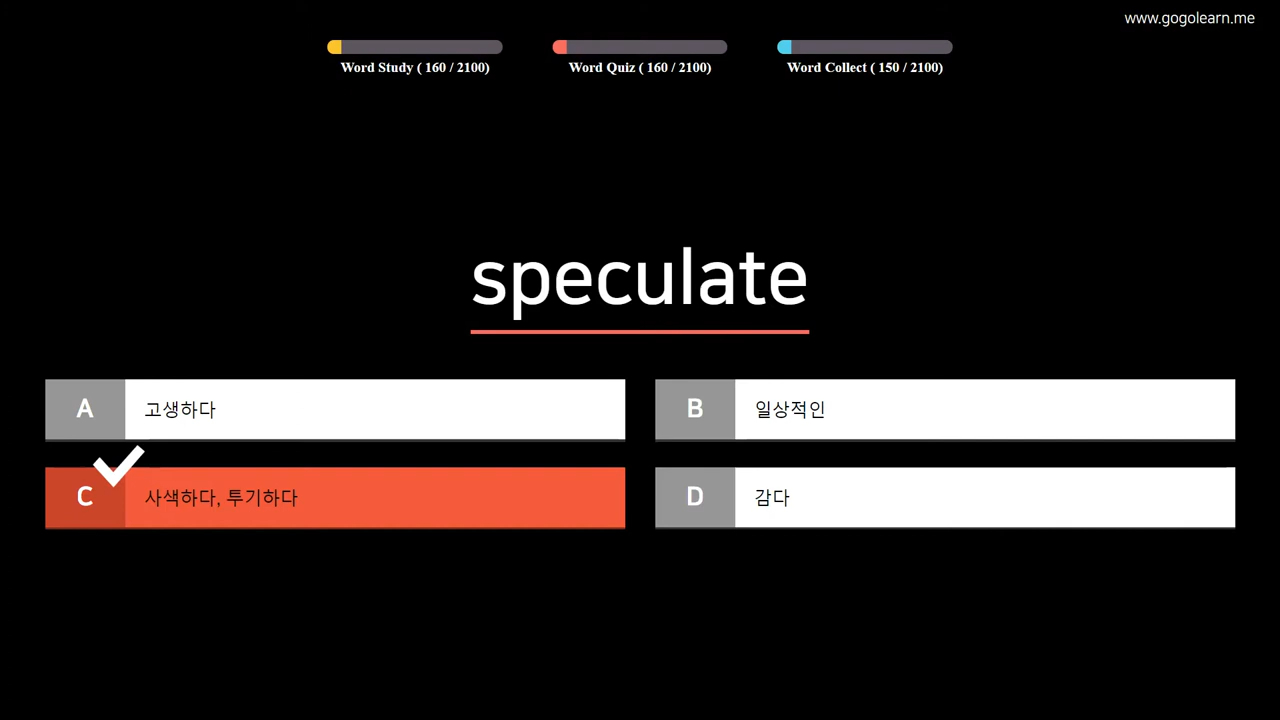 www.gogolearn.me
Word Study ( 160 / 2100)
Word Quiz ( 160 / 2100)
Word Collect ( 150 / 2100)
speculate
A 고생하다
B 일상적인
C 사색하다, 투기하다
D 감다